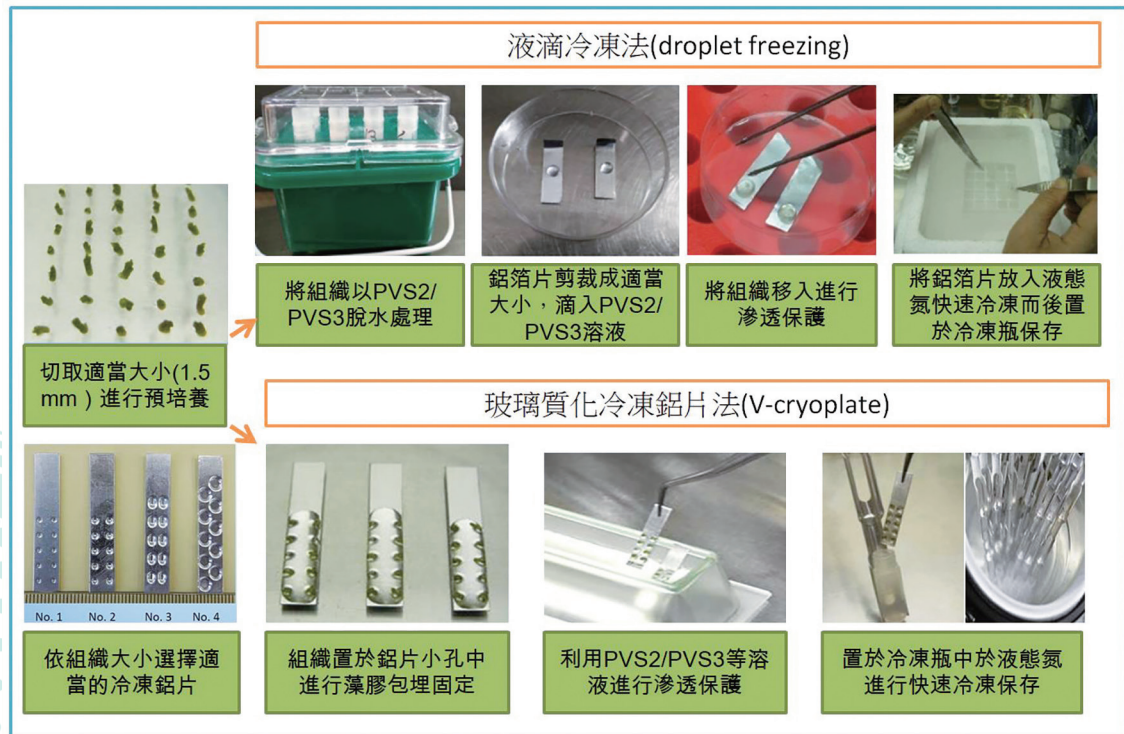 液滴冷凍法(droplet freezing)
將組織以PVS2/
PVS3脫水處理
鋁箔片剪裁成適當
大小，滴入PVS2/
PVS3溶液
將組織移入進行
滲透保護
將鋁箔片放入液態
氮快速冷凍而後置
於冷凍瓶保存
切取適當大小(1.5
mm）進行預培養
玻璃質化冷凍鋁片法(V-cryoplate)
No. 1
No. 2
No. 3
No. 4
依組織大小選擇適
當的冷凍鋁片
組織置於鋁片小孔中
進行藻膠包埋固定
利用PVS2/PVS3等溶
液進行滲透保護
置於冷凍瓶中於液態氮
進行快速冷凍保存